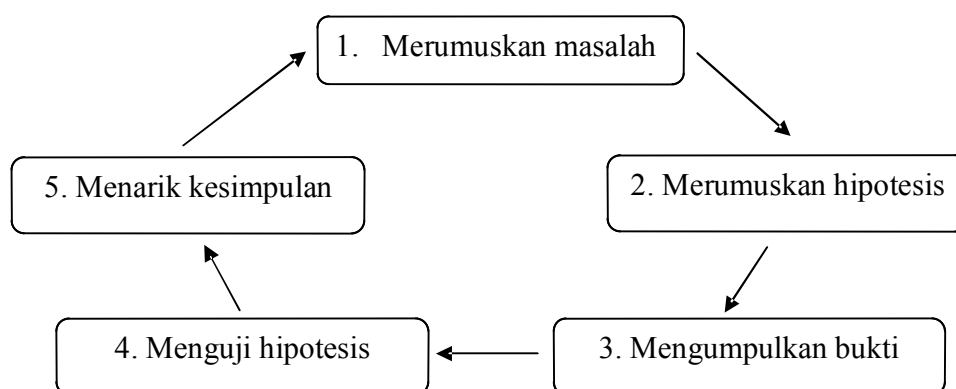 1. Merumuskan masalah
2. Merumuskan hipotesis
3. Mengumpulkan bukti
4. Menguji hipotesis
5. Menarik kesimpulan